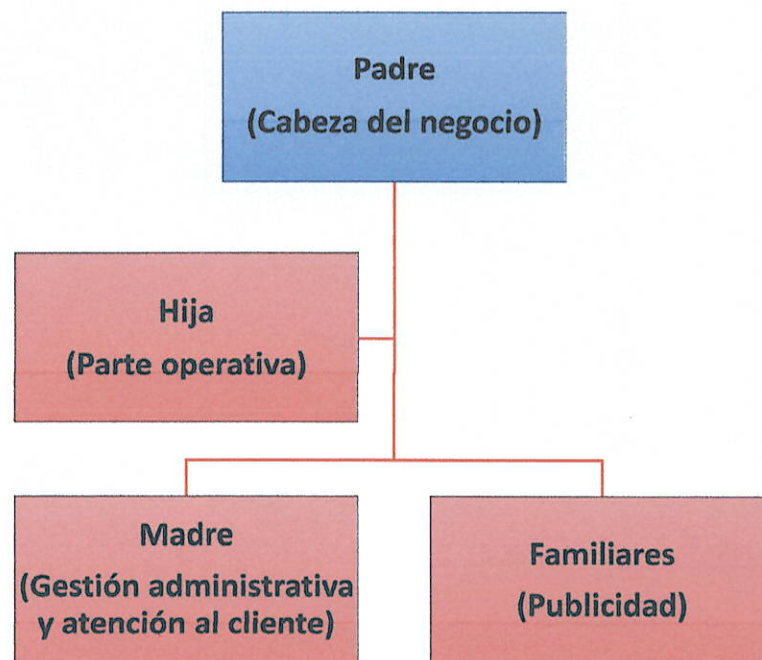 Padre
(Cabeza del negocio)
Hija
(Parte operativa)
Madre
(Gestión administrativa
y atención al cliente)
Familiares
(Publicidad)